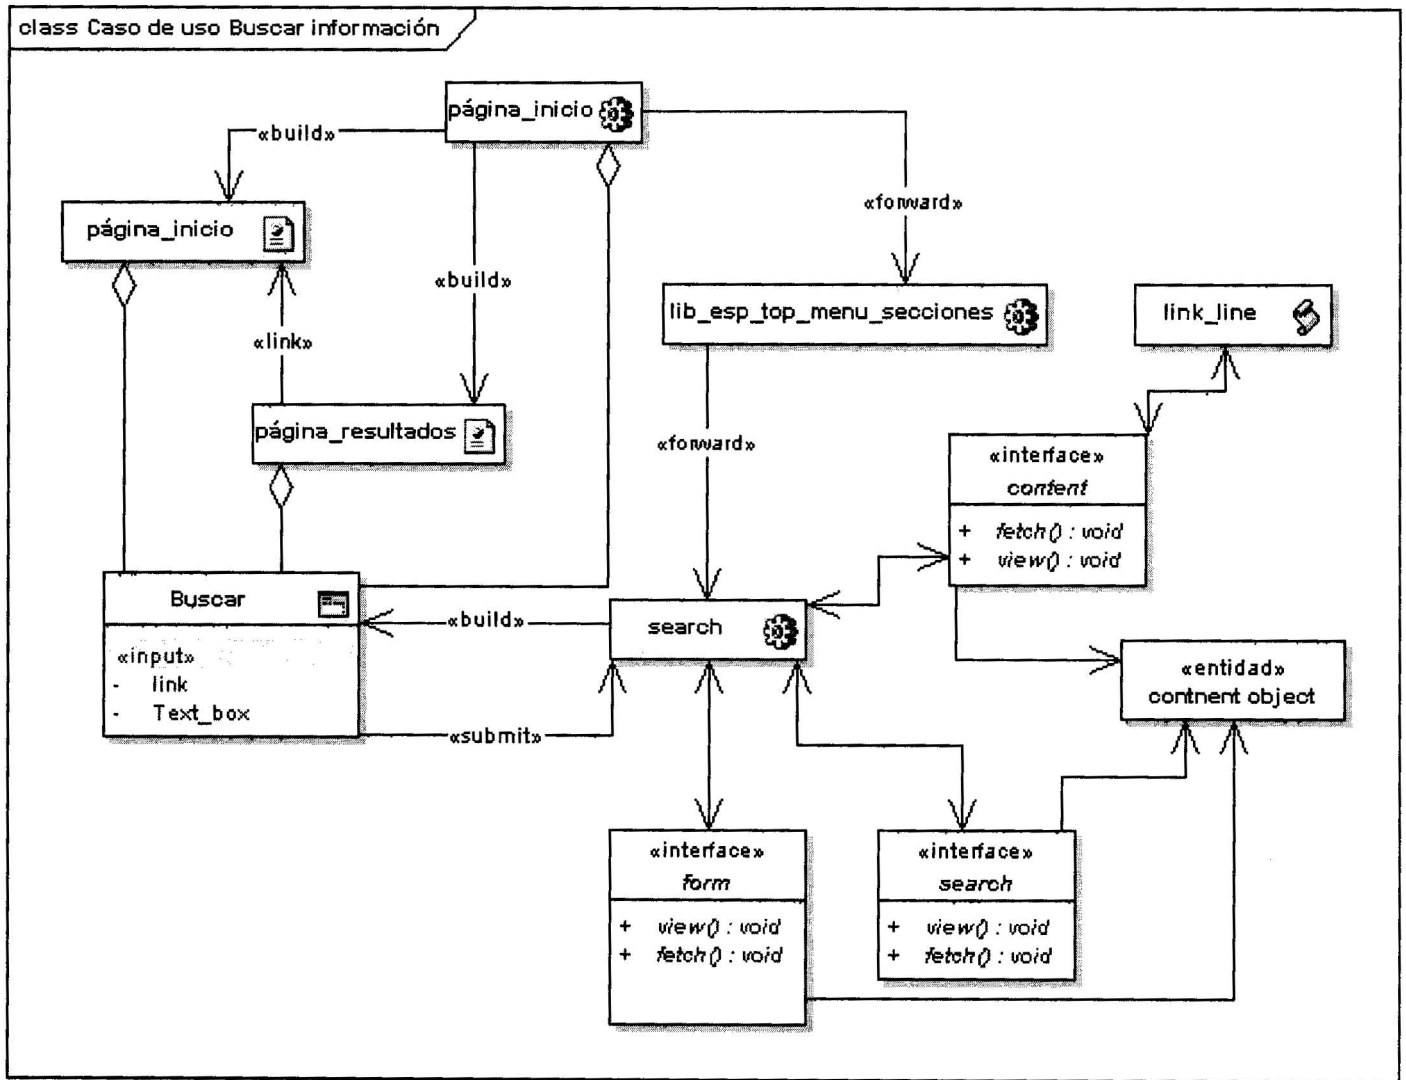 class Caso de uso Buscar información
página_inicio
«build»
página_inicio
«forward»
«build»
lib_esp_top_menu_secciones
link_line
«link»
página_resultados
«forward»
«interface»
content
+ fetch() : void
+ view() : void
Buscar
«input»
- link
- Text_box
«build»
search
«submit»
«entidad»
contnent object
«interface»
form
+ view() : void
+ fetch() : void
«interface»
search
+ view() : void
+ fetch() : void